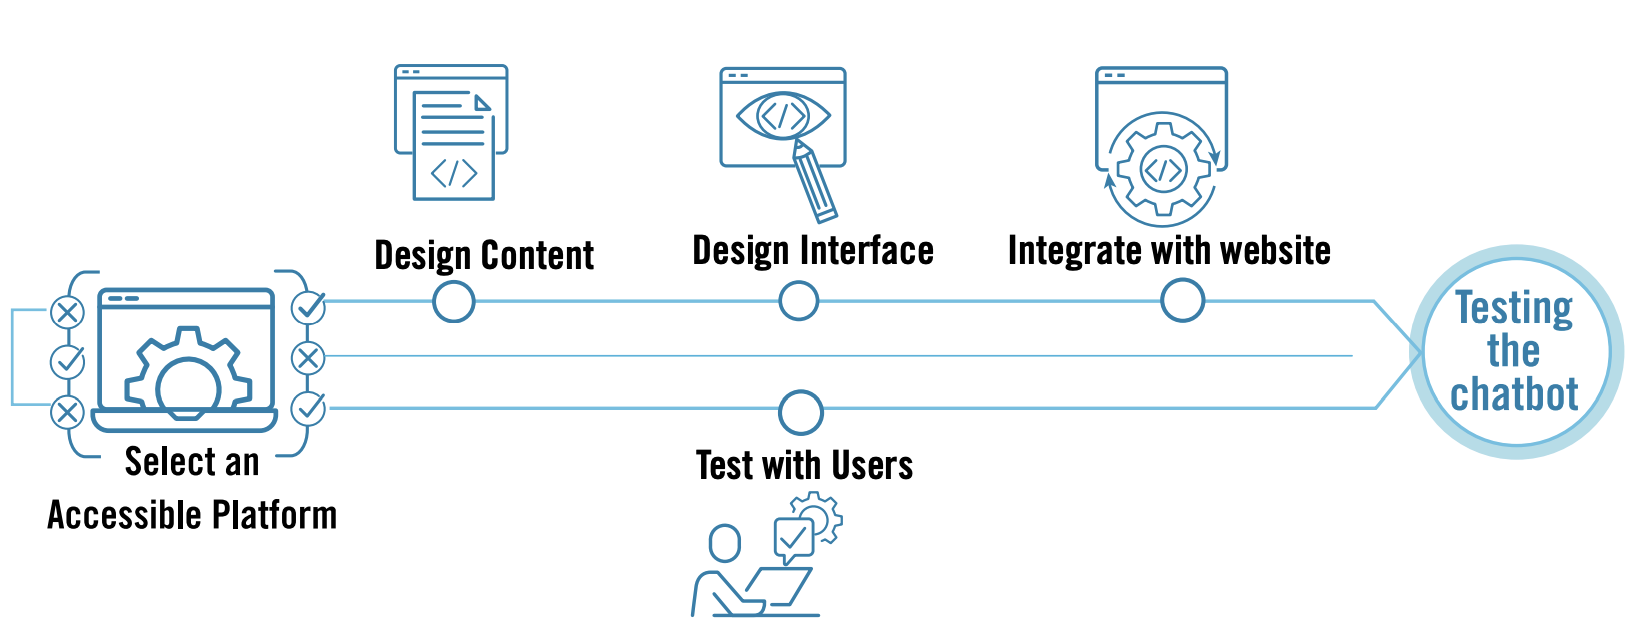 Design Content
Design Interface
Integrate with website
Testing
the
chatbot
Select an
Accessible Platform
Test with Users